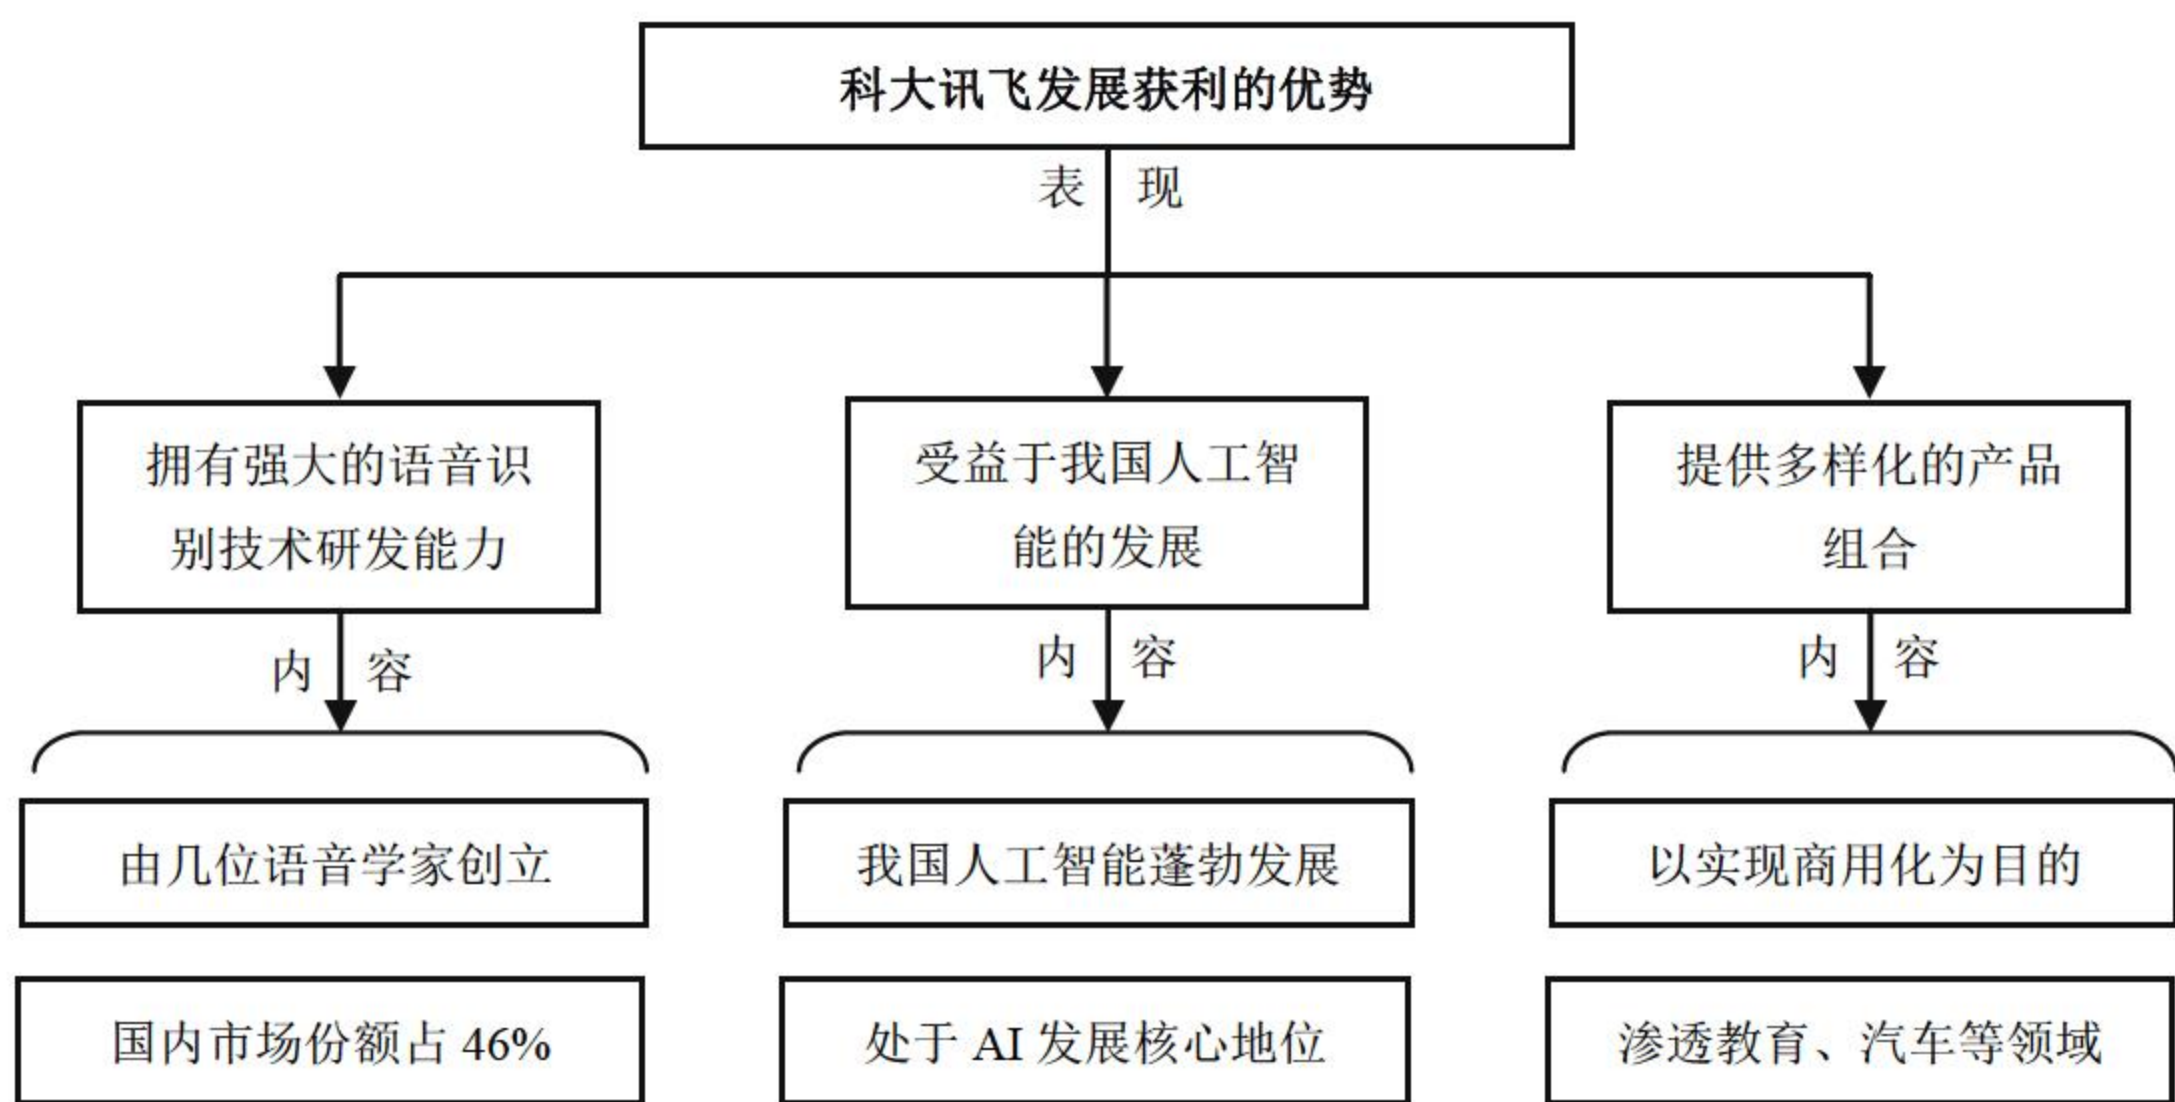 科大讯飞发展获利的优势
表 现
拥有强大的语音识
别技术研发能力
受益于我国人工智
能的发展
提供多样化的产品
组合
内 容
内 容
内 容
由几位语音学家创立
我国人工智能蓬勃发展
以实现商用化为目的
国内市场份额占 46%
处于 AI 发展核心地位
渗透教育、汽车等领域